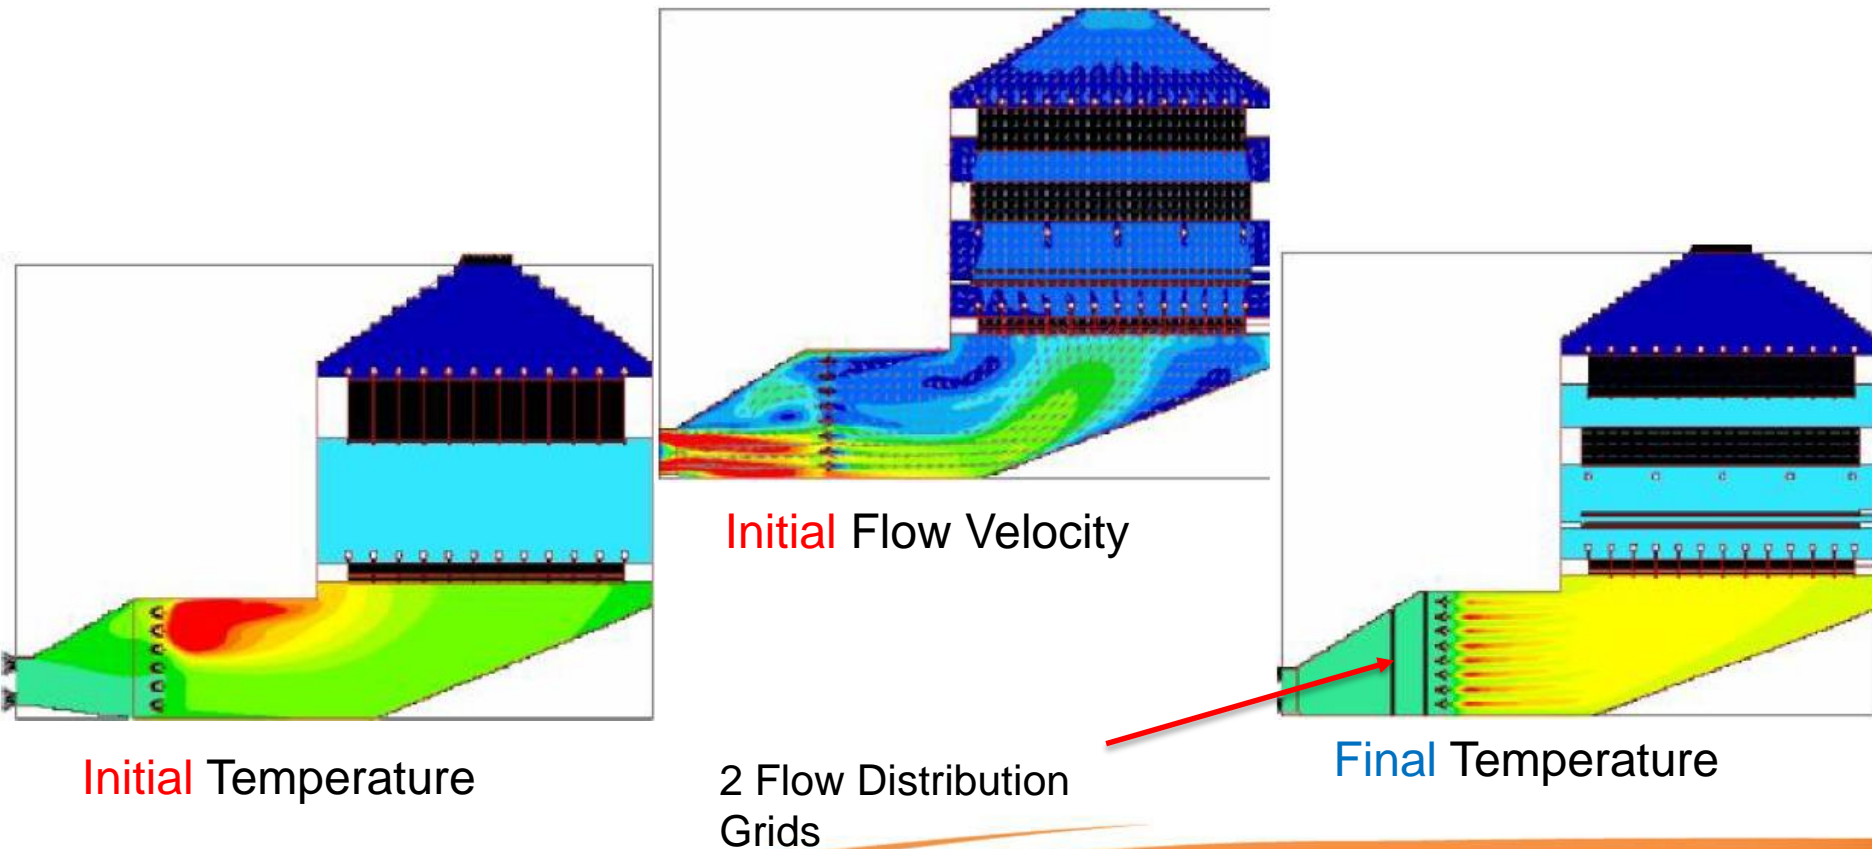 Initial Flow Velocity
Initial Temperature
2 Flow Distribution
Grids
Final Temperature